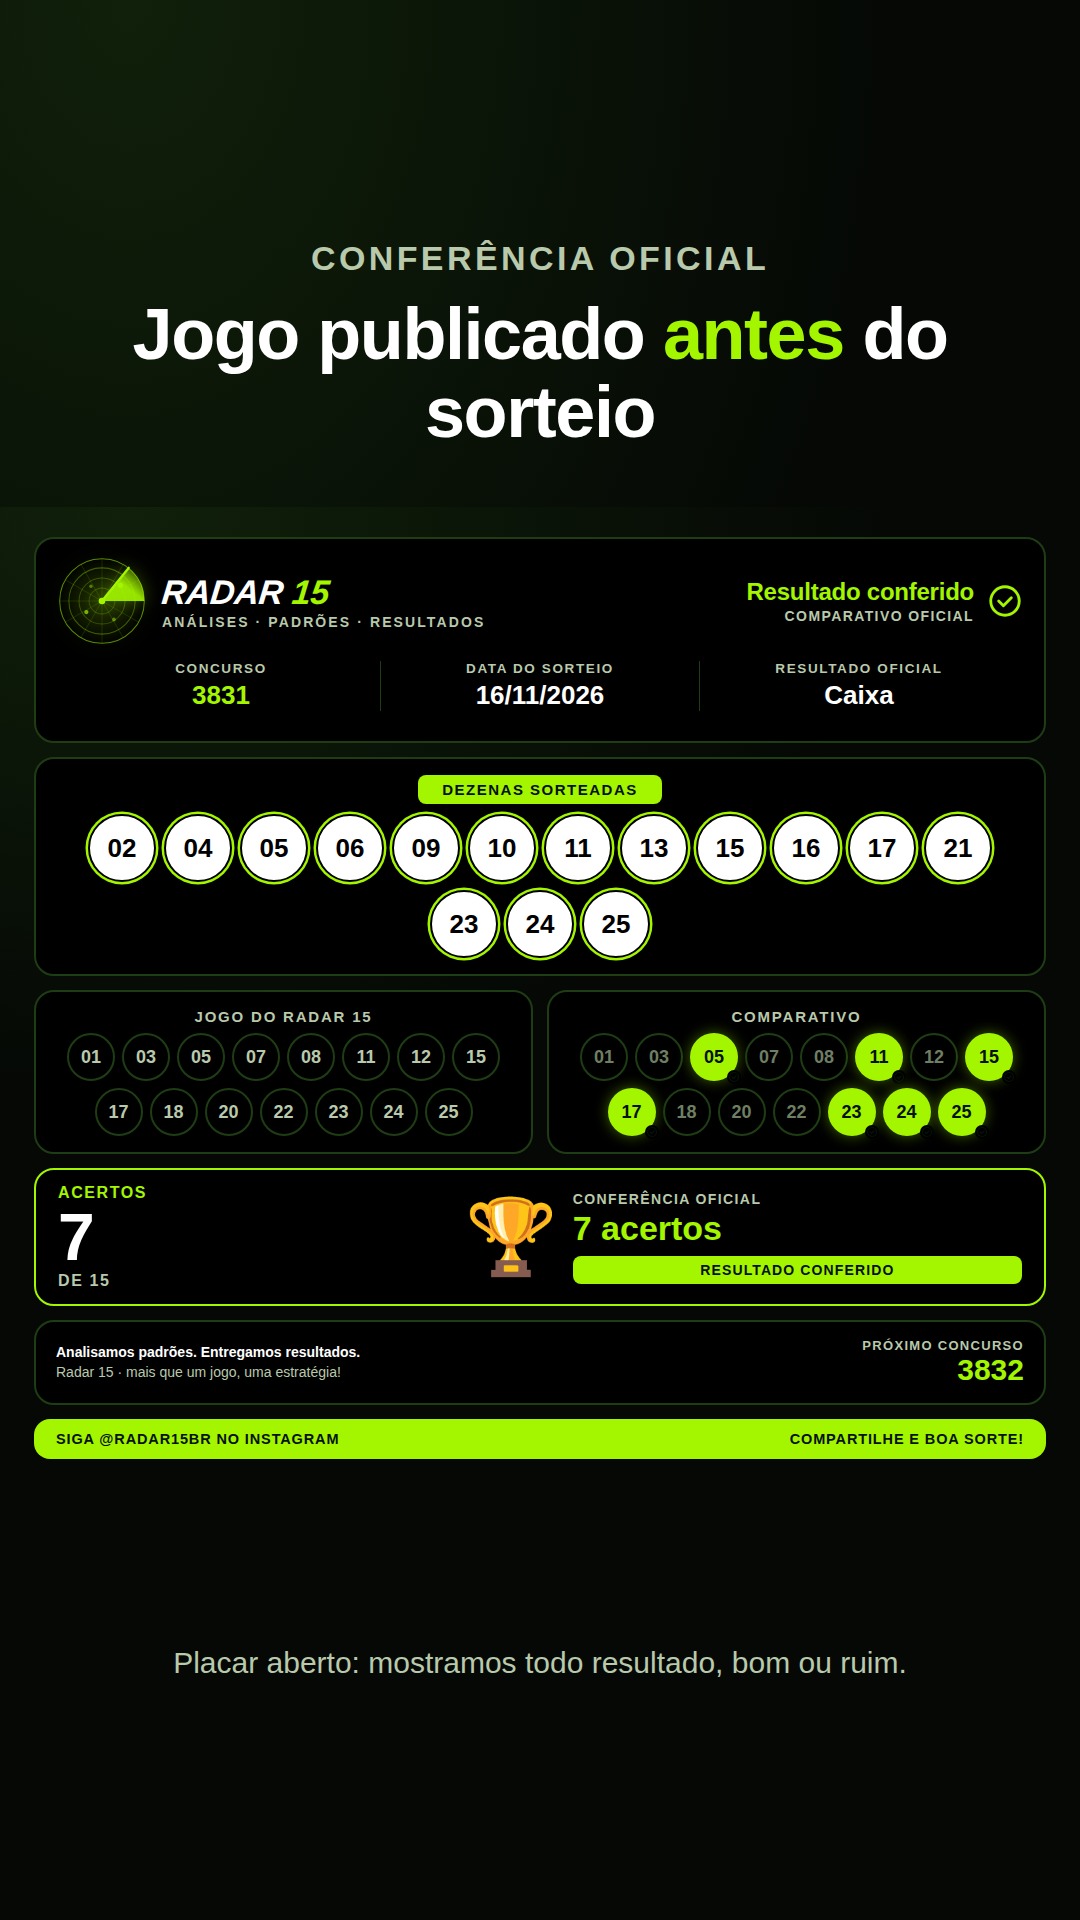 CONFERÊNCIA OFICIAL
Jogo publicado antes do
sorteio
RADAR 15
ANÁLISES · PADRÕES · RESULTADOS
Resultado conferido
COMPARATIVO OFICIAL
CONCURSO
3831
DATA DO SORTEIO
16/11/2026
RESULTADO OFICIAL
Caixa
DEZENAS SORTEADAS
02 04 05 06 09 10 11 13 15 16 17 21
23 24 25
JOGO DO RADAR 15
01 03 05 07 08 11 12 15
17 18 20 22 23 24 25
COMPARATIVO
01 03 05 07 08 11 12 15
17 18 20 22 23 24 25
ACERTOS
7
DE 15
CONFERÊNCIA OFICIAL
7 acertos
RESULTADO CONFERIDO
Analisamos padrões. Entregamos resultados.
Radar 15 · mais que um jogo, uma estratégia!
PRÓXIMO CONCURSO
3832
SIGA @RADAR15BR NO INSTAGRAM
COMPARTILHE E BOA SORTE!
Placar aberto: mostramos todo resultado, bom ou ruim.